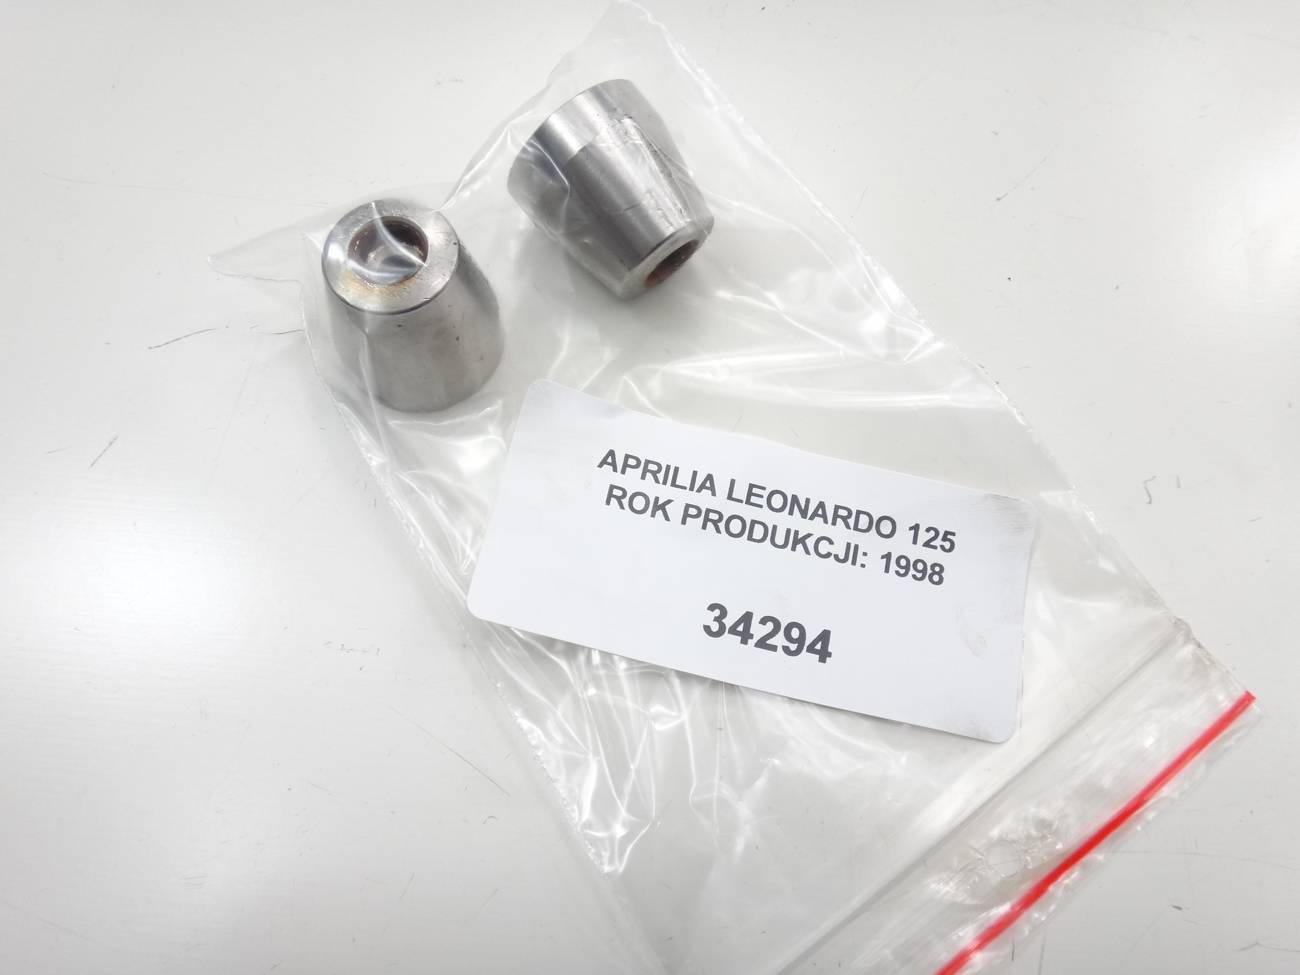 APRILIA LEONARDO 125
ROK PRODUKCJI: 1998
34294